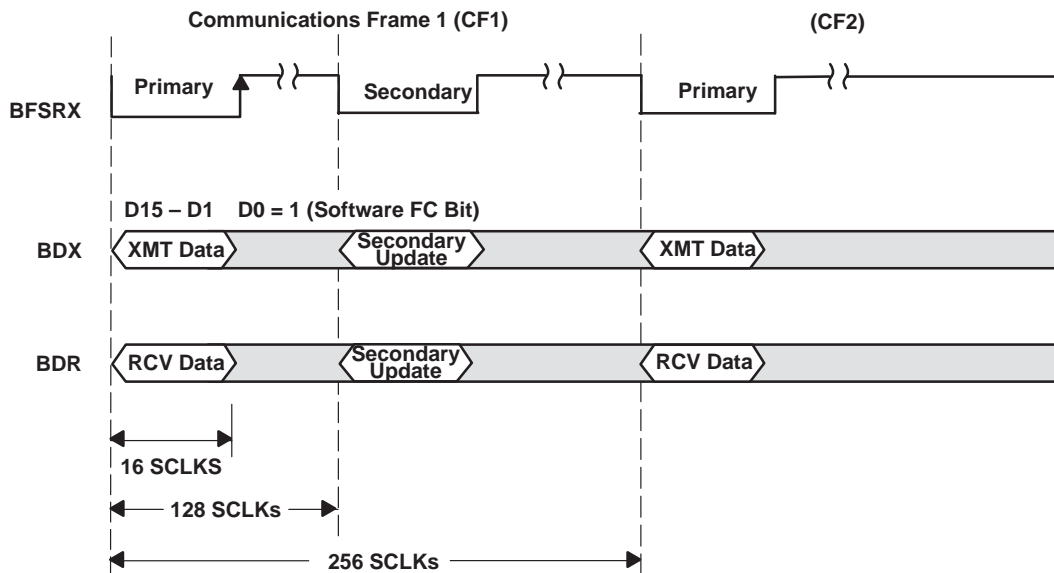 Communications Frame 1 (CF1)
(CF2)
BFSRX
Primary
Secondary
Primary
D15 – D1 D0 = 1 (Software FC Bit)
BDX
XMT Data
Secondary
Update
XMT Data
BDR
RCV Data
Secondary
Update
RCV Data
16 SCLKS
128 SCLKs
256 SCLKs